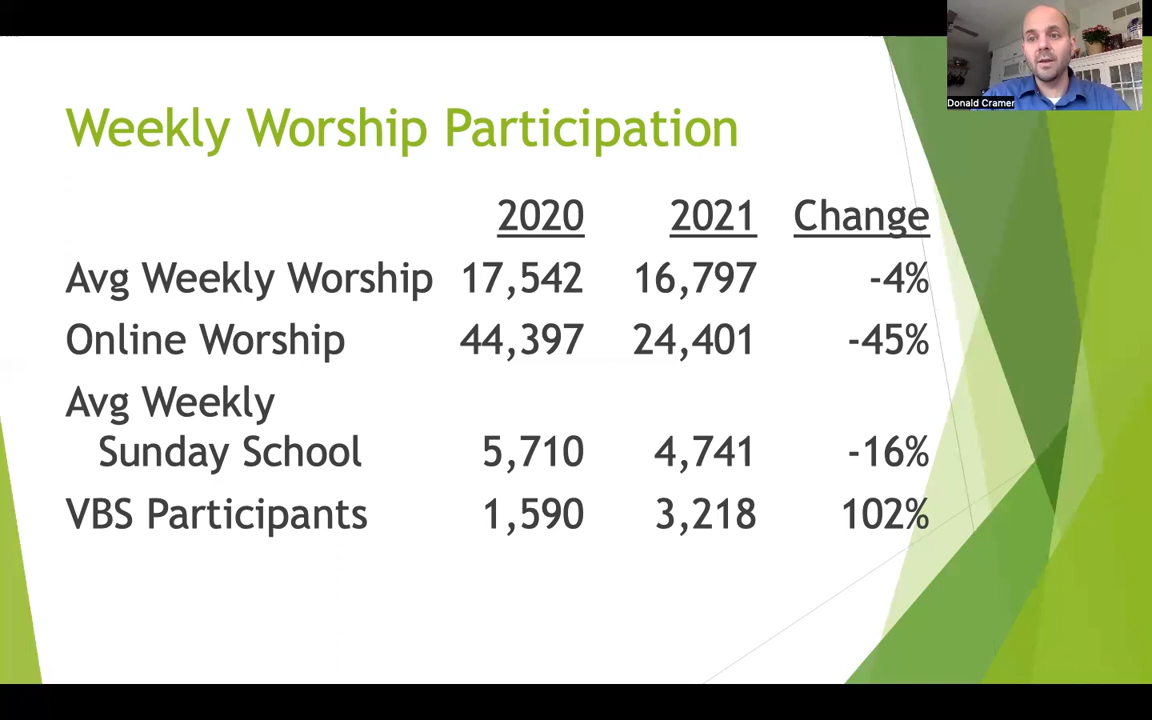 Donald Cramer
Weekly Worship Participation
2020 2021 Change
Avg Weekly Worship 17,542 16,797 -4%
Online Worship 44,397 24,401 -45%
Avg Weekly
Sunday School 5,710 4,741 -16%
VBS Participants 1,590 3,218 102%